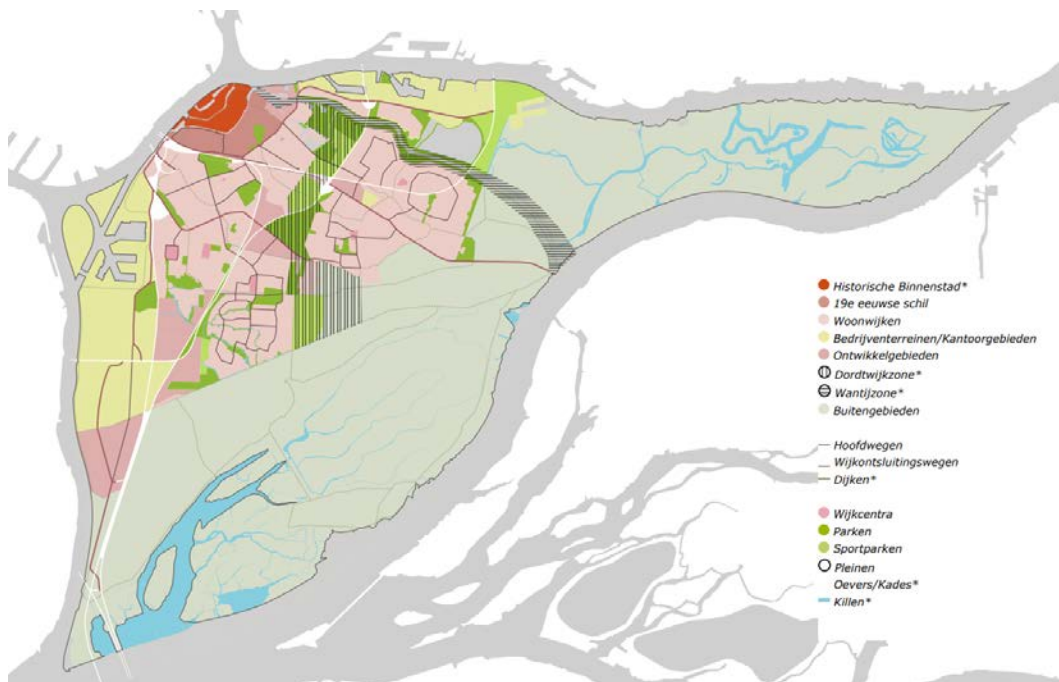 Historische Binnenstad*
19e eeuwse schil
Woonwijken
Bedrijventerreinen/Kantoorgebieden
Ontwikkelgebieden
Dordtwijkzone*
Wantijzone*
Buitengebieden
Hoofdwegen
Wijkontsluitingswegen
Dijken*
Wijkcentra
Parken
Sportparken
Pleinen
Oevers/Kades*
Killen*